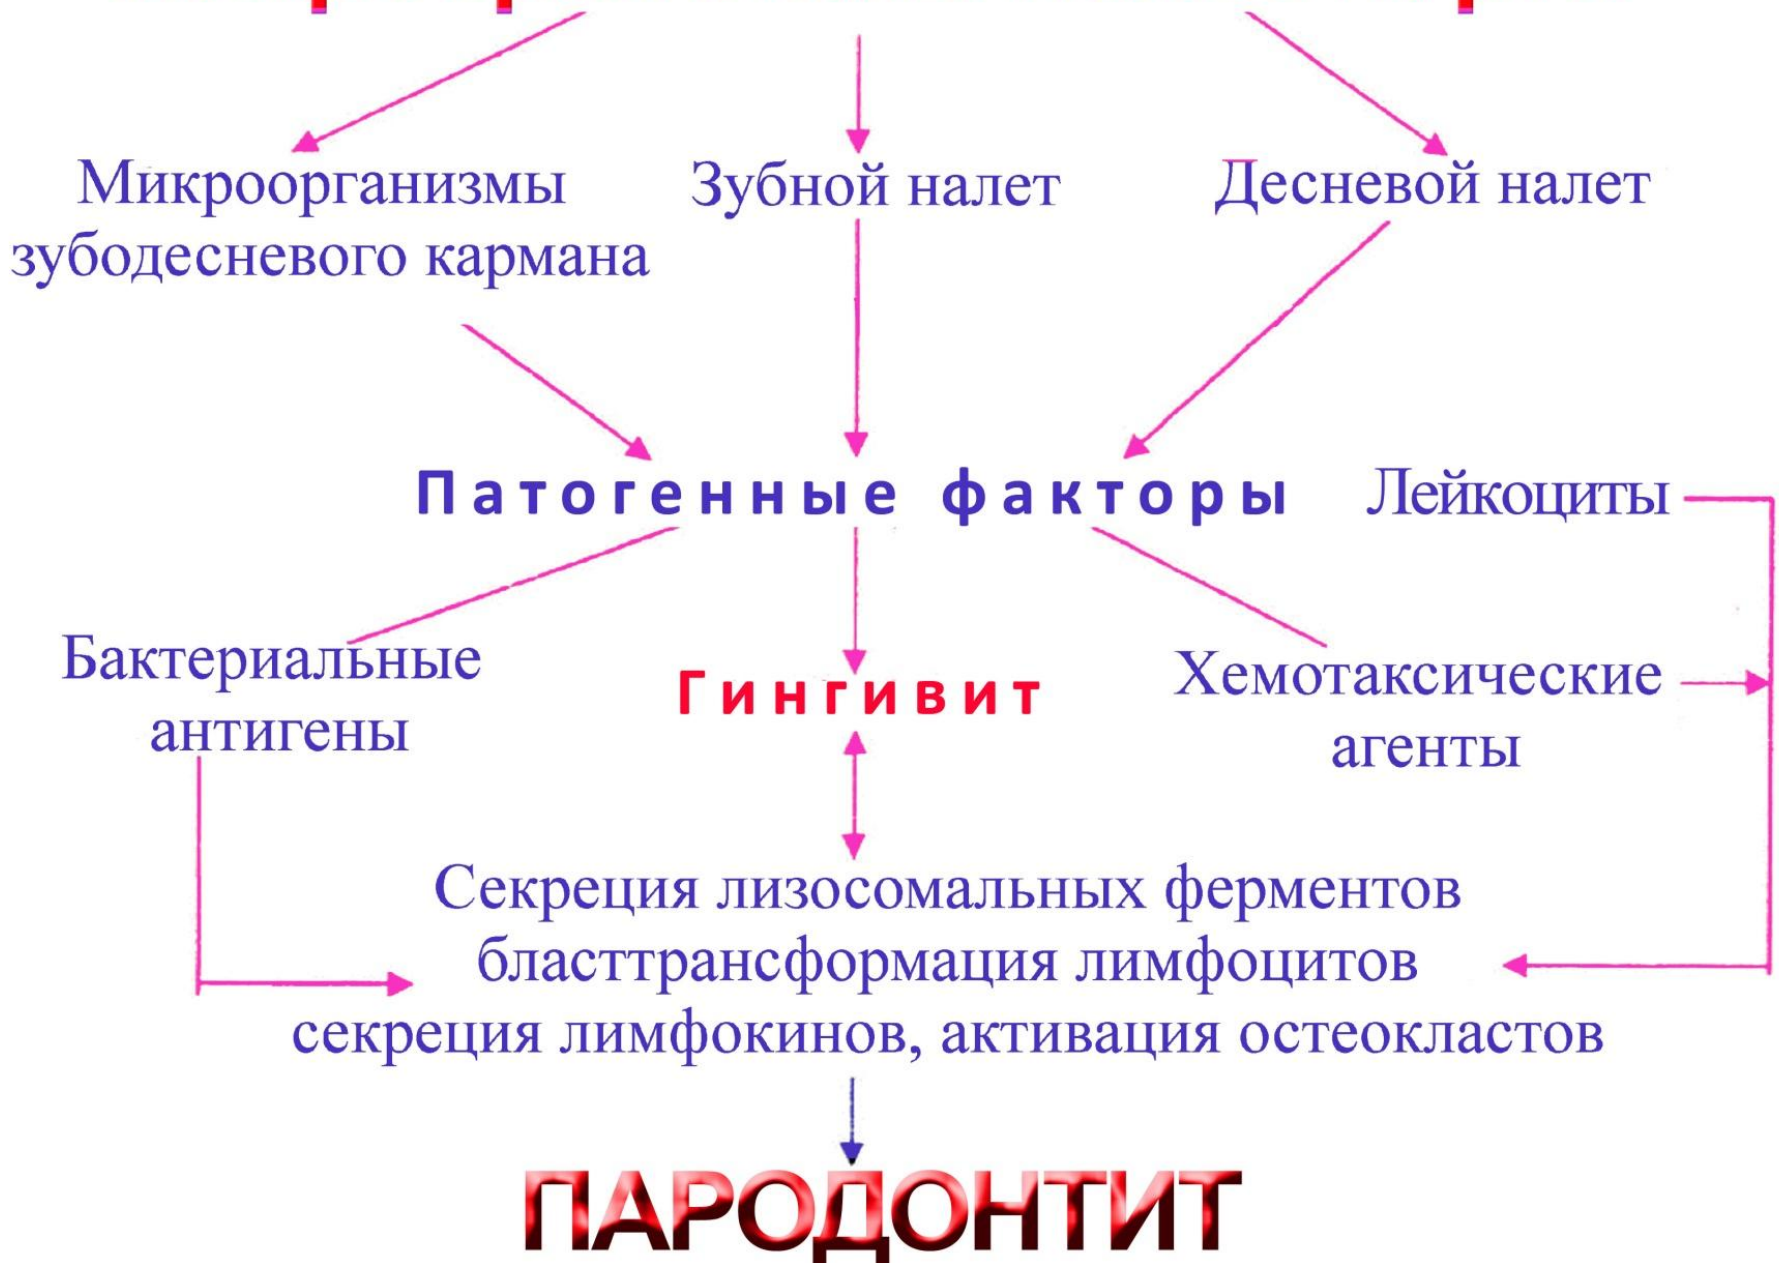 Микроорганизмы
зубодесневого кармана
Зубной налет
Десневой налет
Патогенные факторы
Лейкоциты
Бактериальные
антигены
Гингивит
Хемотаксические
агенты
Секреция лизосомальных ферментов
бласттрансформация лимфоцитов
секреция лимфокинов, активация остеокластов
ПАРОДОНТИТ